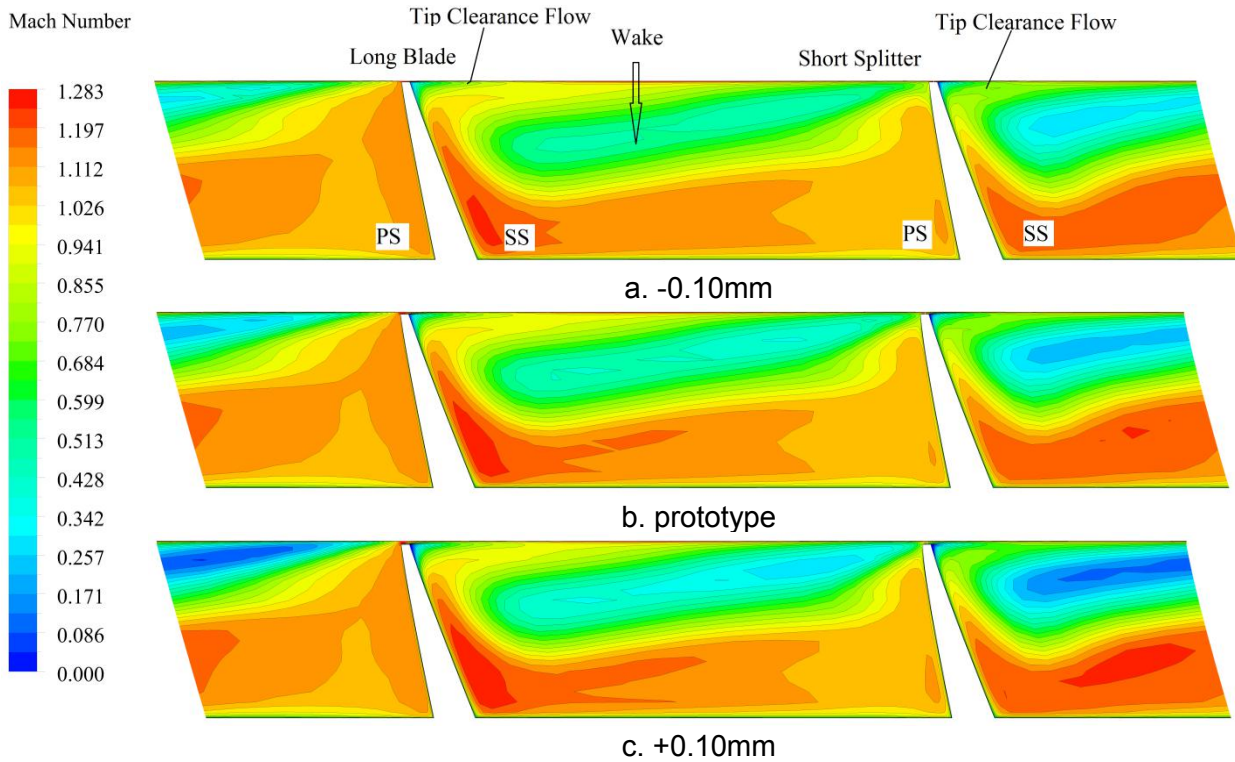 Mach Number
Tip Clearance Flow
Long Blade
Wake
Short Splitter
Tip Clearance Flow
1.283
1.197
1.112
1.026
0.941
0.855
0.770
0.684
0.599
0.513
0.428
0.342
0.257
0.171
0.086
0.000
PS
SS
PS
SS
a. -0.10mm
b. prototype
c. +0.10mm